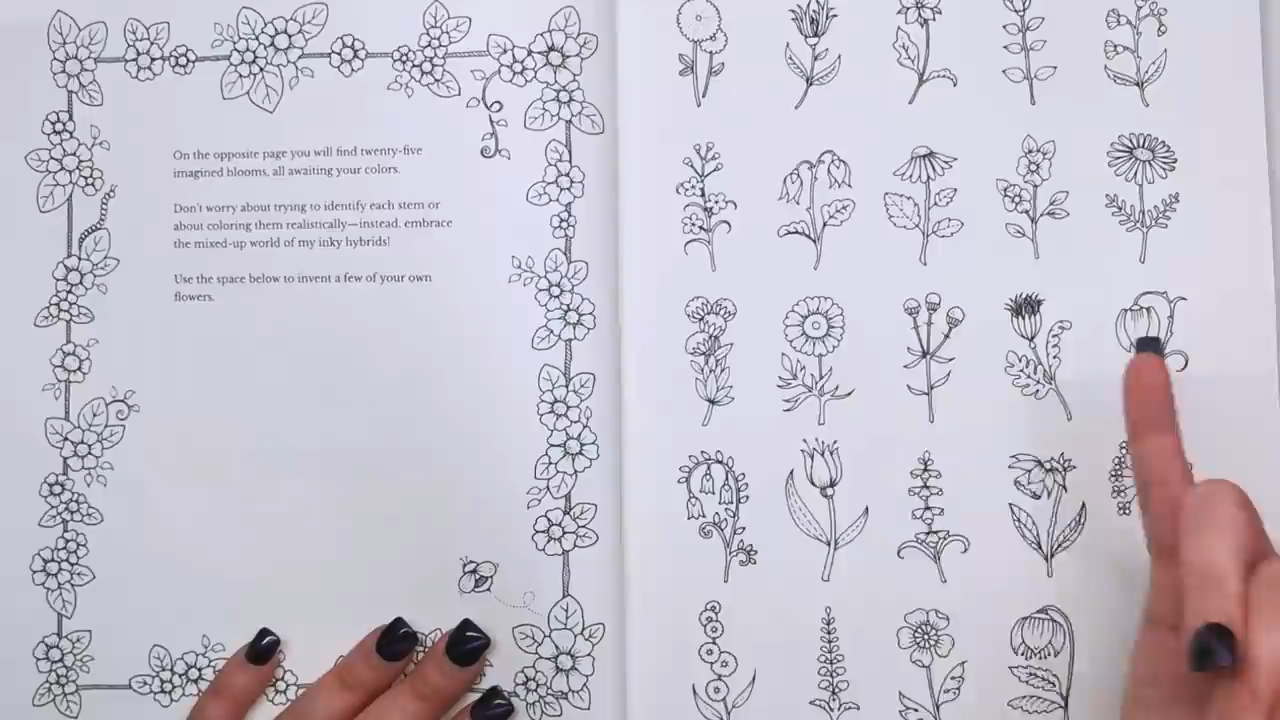 On the opposite page you will find twenty-five
imagined blooms, all awaiting your colors.
Don't worry about trying to identify each stem or
about coloring them realistically—instead, embrace
the mixed-up world of my inky hybrids!
Use the space below to invent a few of your own
flowers.